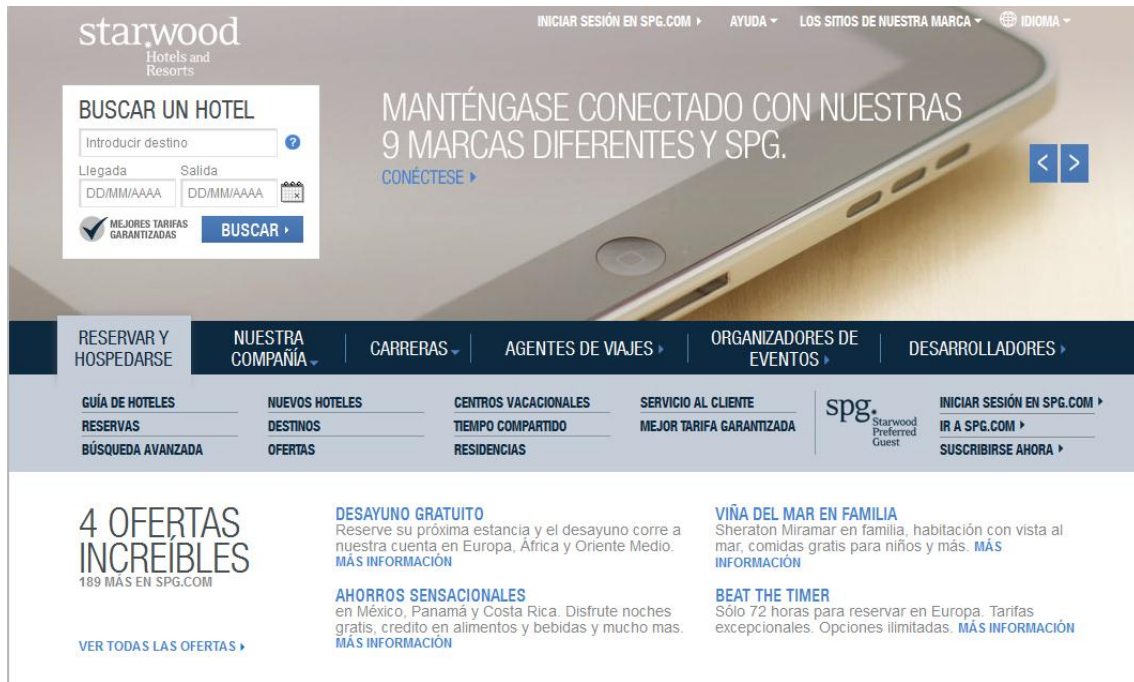 starwood
Hotels and
Resorts
INICIAR SESIÓN EN SPG.COM
AYUDA
LOS SITIOS DE NUESTRA MARCA
IDIOMA
BUSCAR UN HOTEL
Introducir destino
?
Llegada Salida
DD/MM/AAAA DD/MM/AAAA
MEJORES TARIFAS
GARANTIZADAS
BUSCAR
MANTÉNGASE CONECTADO CON NUESTRAS
9 MARCAS DIFERENTES Y SPG.
CONÉCTESE
< >
RESERVAR Y
HOSPEDARSE
NUESTRA
COMPAÑÍA
CARRERAS
AGENTES DE VIAJES
ORGANIZADORES DE
EVENTOS
DESARROLLADORES
GUÍA DE HOTELES
RESERVAS
BÚSQUEDA AVANZADA
NUEVOS HOTELES
DESTINOS
OFERTAS
CENTROS VACACIONALES
TIEMPO COMPARTIDO
RESIDENCIAS
SERVICIO AL CLIENTE
MEJOR TARIFA GARANTIZADA
spg.
Starwood
Preferred
Guest
INICIAR SESIÓN EN SPG.COM
IR A SPG.COM
SUSCRIBIRSE AHORA
4 OFERTAS
INCREÍBLES
189 MÁS EN SPG.COM
VER TODAS LAS OFERTAS
DESAYUNO GRATUITO
Reserve su próxima estancia y el desayuno corre a
nuestra cuenta en Europa, África y Oriente Medio.
MÁS INFORMACIÓN
AHORROS SENSACIONALES
en México, Panamá y Costa Rica. Disfrute noches
gratis, credito en alimentos y bebidas y mucho mas.
MÁS INFORMACIÓN
VIÑA DEL MAR EN FAMILIA
Sheraton Miramar en familia, habitación con vista al
mar, comidas gratis para niños y más. MÁS
INFORMACIÓN
BEAT THE TIMER
Sólo 72 horas para reservar en Europa. Tarifas
excepcionales. Opciones ilimitadas. MÁS INFORMACIÓN